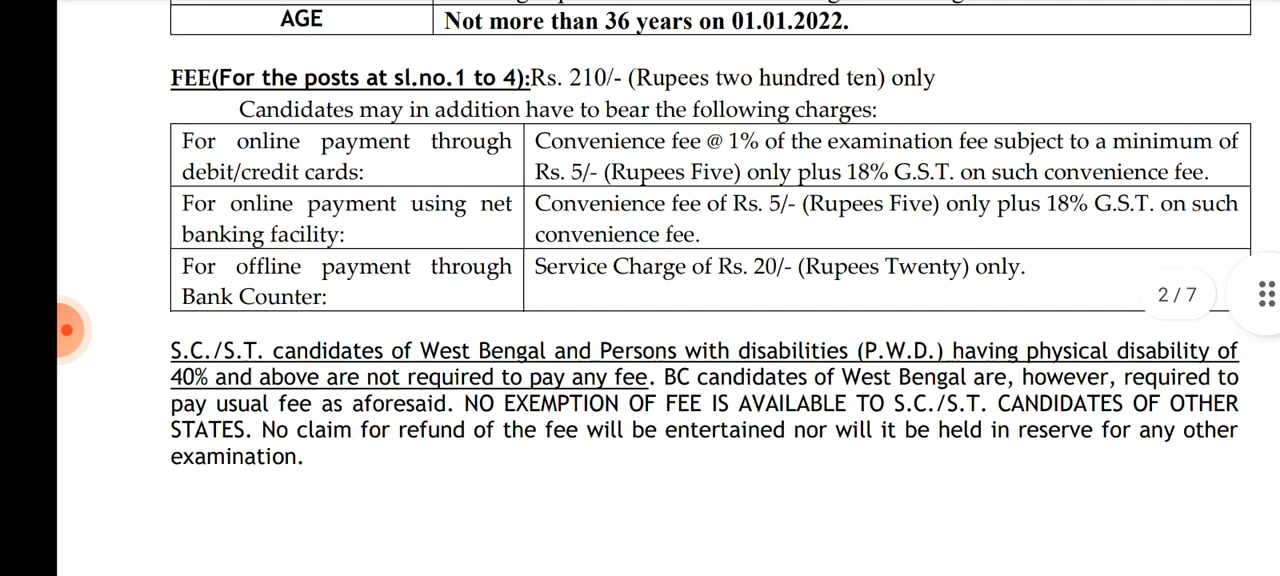 AGE Not more than 36 years on 01.01.2022.
FEE(For the posts at sl.no.1 to 4):Rs. 210/- (Rupees two hundred ten) only
Candidates may in addition have to bear the following charges:
For online payment through Convenience fee @ 1% of the examination fee subject to a minimum of
debit/credit cards: Rs. 5/- (Rupees Five) only plus 18% G.S.T. on such convenience fee.
For online payment using net Convenience fee of Rs. 5/- (Rupees Five) only plus 18% G.S.T. on such
banking facility: convenience fee.
For offline payment through Service Charge of Rs. 20/- (Rupees Twenty) only.
Bank Counter:
2 / 7
S.C./S.T. candidates of West Bengal and Persons with disabilities (P.W.D.) having physical disability of
40% and above are not required to pay any fee. BC candidates of West Bengal are, however, required to
pay usual fee as aforesaid. NO EXEMPTION OF FEE IS AVAILABLE TO S.C./S.T. CANDIDATES OF OTHER
STATES. No claim for refund of the fee will be entertained nor will it be held in reserve for any other
examination.